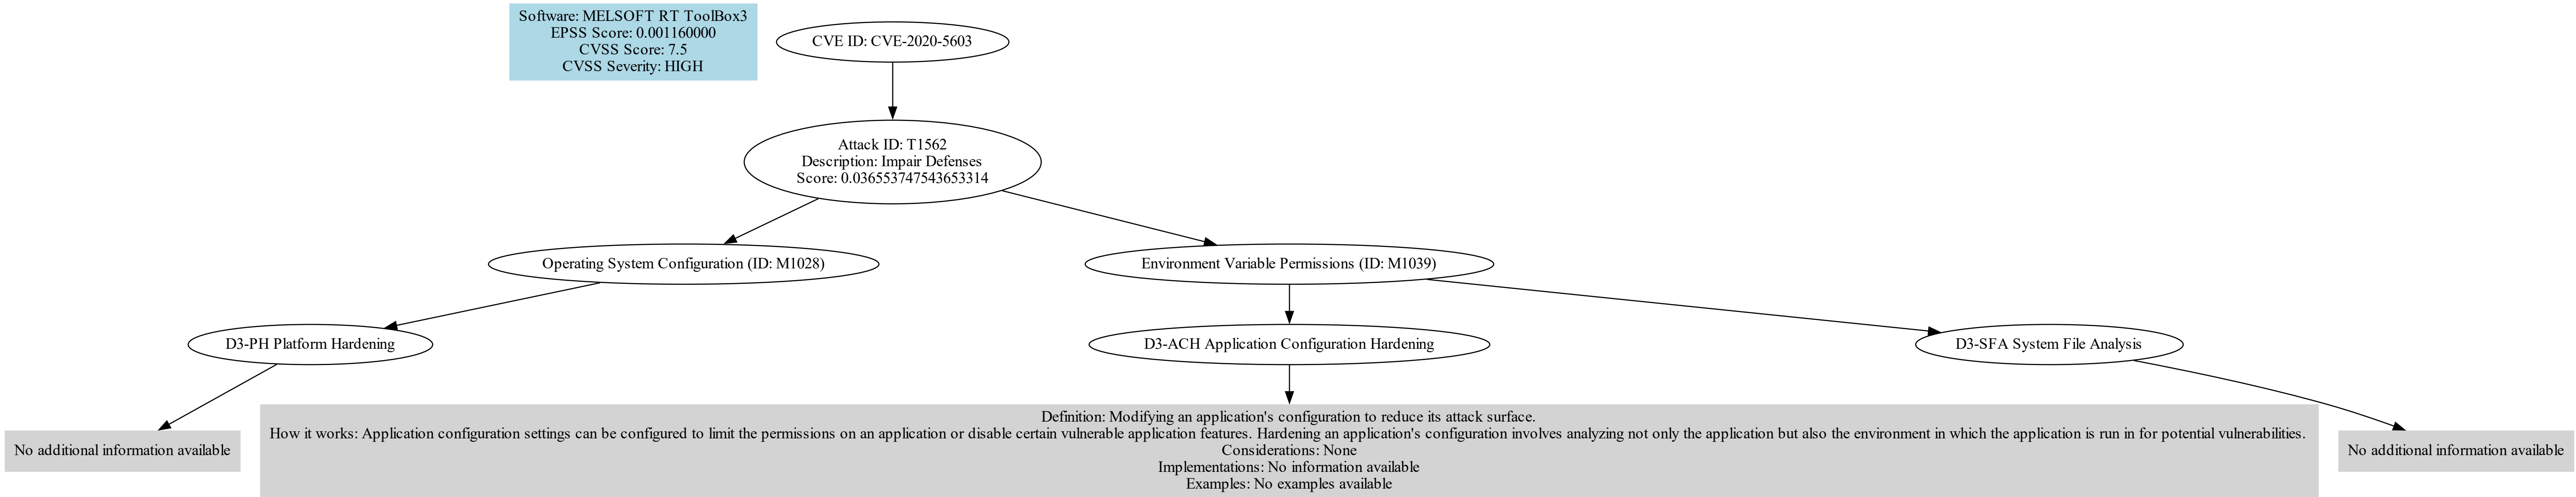 Software: MELSOFT RT ToolBox3
EPSS Score: 0.001160000
CVSS Score: 7.5
CVSS Severity: HIGH
CVE ID: CVE-2020-5603
Attack ID: T1562
Description: Impair Defenses
Score: 0.036553747543653314
Operating System Configuration (ID: M1028)
Environment Variable Permissions (ID: M1039)
D3-PH Platform Hardening
D3-ACH Application Configuration Hardening
D3-SFA System File Analysis
No additional information available
Definition: Modifying an application's configuration to reduce its attack surface.
How it works: Application configuration settings can be configured to limit the permissions on an application or disable certain vulnerable application features. Hardening an application's configuration involves analyzing not only the application but also the environment in which the application is run in for potential vulnerabilities.
Considerations: None
Implementations: No information available
Examples: No examples available
No additional information available